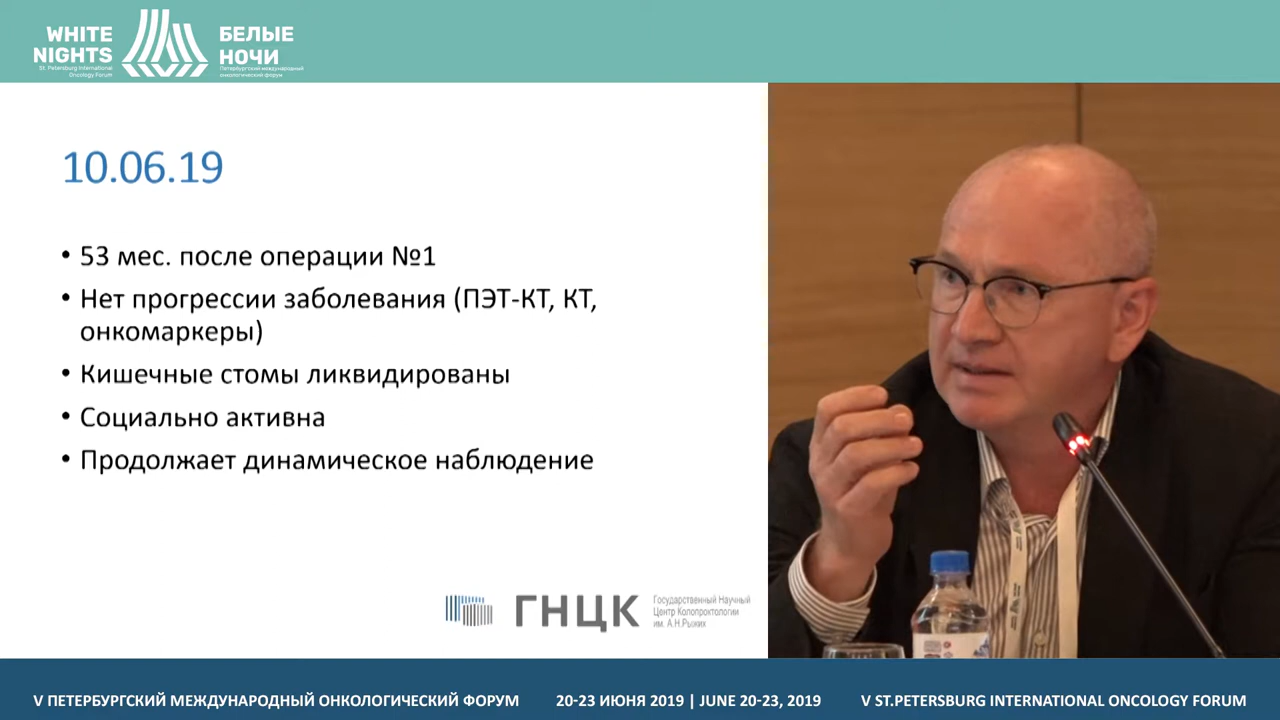 WHITE
NIGHTS
St. Petersburg International
Oncology Forum
БЕЛЫЕ
НОЧИ
Петербургский международный
онкологический форум
10.06.19
• 53 мес. после операции №1
• Нет прогрессии заболевания (ПЭТ-КТ, КТ,
онкомаркеры)
• Кишечные стомы ликвидированы
• Социально активна
• Продолжает динамическое наблюдение
ГНЦК
Государственный Научный
Центр Колопроктологии
им. А.Н.Рыжих
V ПЕТЕРБУРГСКИЙ МЕЖДУНАРОДНЫЙ ОНКОЛОГИЧЕСКИЙ ФОРУМ 20-23 ИЮНЯ 2019 | JUNE 20-23, 2019 V ST.PETERSBURG INTERNATIONAL ONCOLOGY FORUM